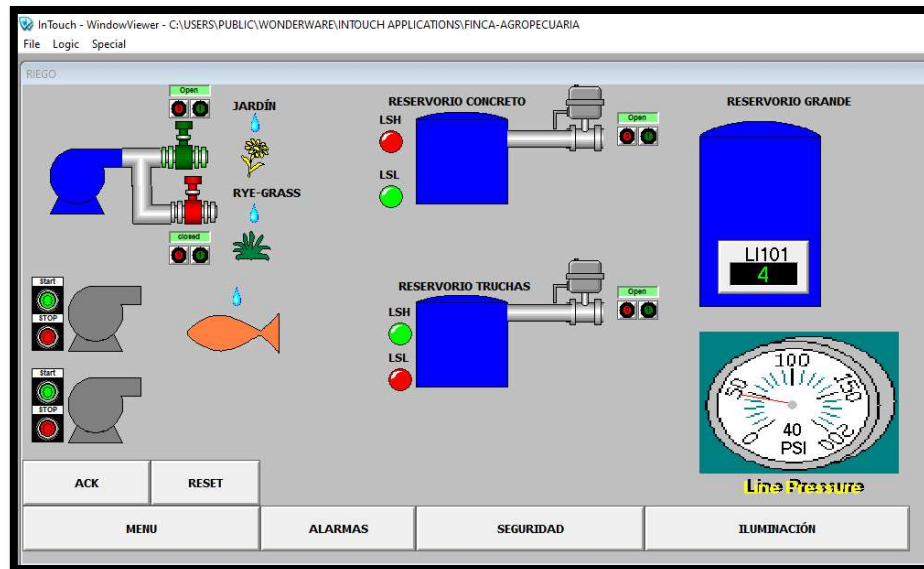 InTouch - WindowViewer - C:\USERS\PUBLIC\WONDERWARE\INTOUCH APPLICATIONS\FINCA-AGROPECUARIA
File Logic Special
RIEGO
Open
JARDÍN
RYE-GRASS
closed
Start
STOP
Start
STOP
RESERVORIO CONCRETO
LSH
LSL
Open
RESERVORIO TRUCHAS
LSH
LSL
Open
RESERVORIO GRANDE
LI101
4
0
50
100
150
200
40
PSI
Line Pressure
ACK
RESET
MENU
ALARMAS
SEGURIDAD
ILUMINACIÓN